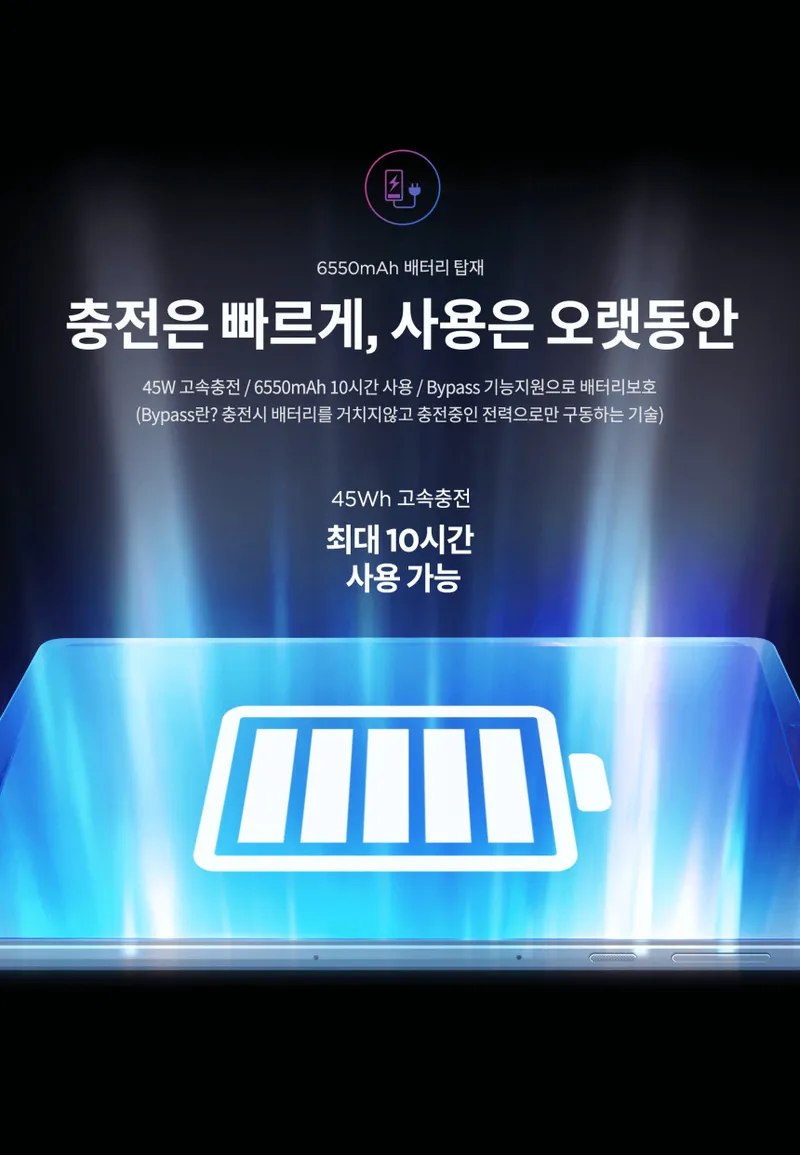 6550mAh 배터리 탑재
충전은 빠르게, 사용은 오랫동안
45W 고속충전 / 6550mAh 10시간 사용 / Bypass 기능지원으로 배터리보호
(Bypass란? 충전시 배터리를 거치지않고 충전중인 전력으로만 구동하는 기술)
45Wh 고속충전
최대 10시간
사용 가능